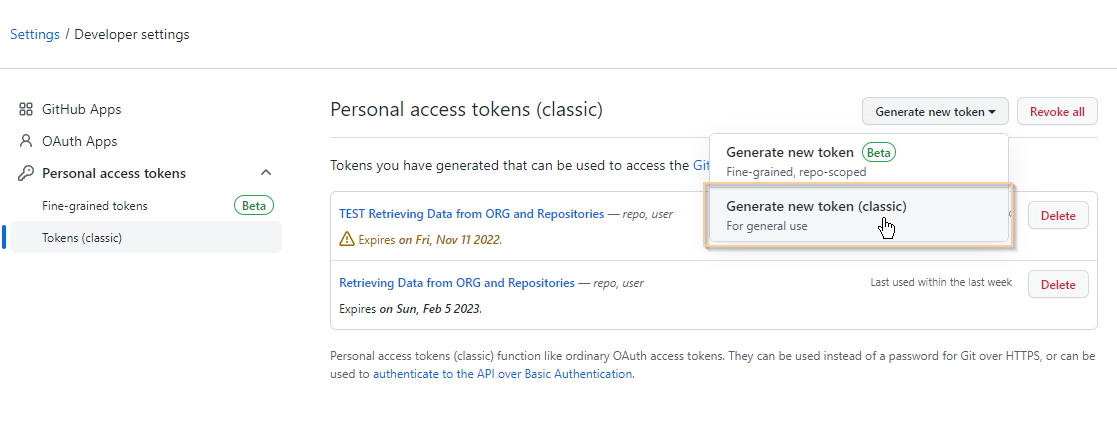 Settings / Developer settings
GitHub Apps
OAuth Apps
Personal access tokens
Fine-grained tokens Beta
Tokens (classic)
Personal access tokens (classic)
Generate new token
Revoke all
Generate new token Beta
Fine-grained, repo-scoped
Generate new token (classic)
For general use
Tokens you have generated that can be used to access the
TEST Retrieving Data from ORG and Repositories — repo, user
Delete
Expires on Fri, Nov 11 2022.
Retrieving Data from ORG and Repositories — repo, user
Last used within the last week
Delete
Expires on Sun, Feb 5 2023.
Personal access tokens (classic) function like ordinary OAuth access tokens. They can be used instead of a password for Git over HTTPS, or can be
used to authenticate to the API over Basic Authentication.